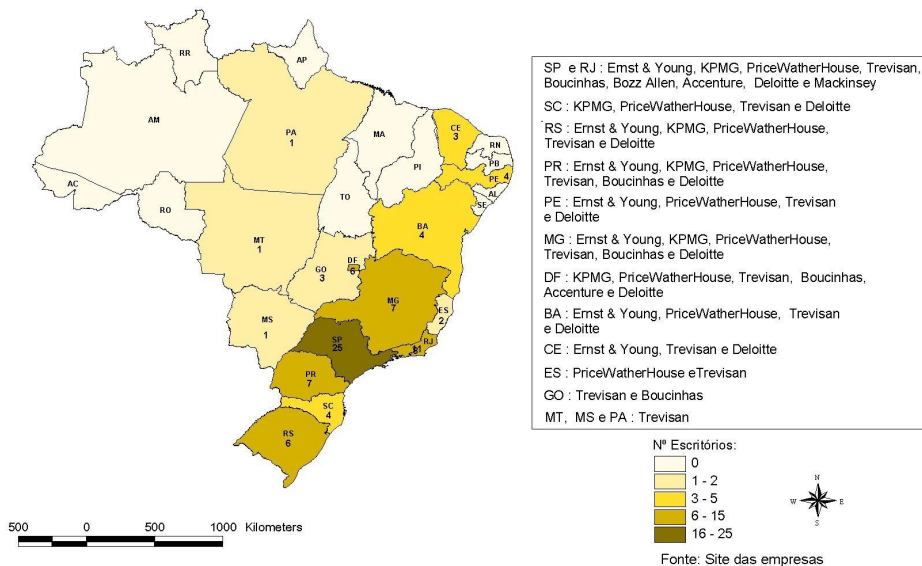 RR
AP
AM
PA
1
MA
CE
3
RN
PB
PE 4
AL
SE
PI
AC
RO
TO
BA
4
MT
1
DF
6
GO
3
MG
7
ES
2
MS
1
SP
25
RJ
PR
7
SC
4
RS
6
SP e RJ : Ernst & Young, KPMG, PriceWatherHouse, Trevisan,
Boucinhas, Bozz Allen, Accenture, Deloitte e Mackinsey
SC : KPMG, PriceWatherHouse, Trevisan e Deloitte
RS : Ernst & Young, KPMG, PriceWatherHouse,
Trevisan e Deloitte
PR : Ernst & Young, KPMG, PriceWatherHouse,
Trevisan, Boucinhas e Deloitte
PE : Ernst & Young, PriceWatherHouse, Trevisan
e Deloitte
MG : Ernst & Young, KPMG, PriceWatherHouse,
Trevisan, Boucinhas e Deloitte
DF : KPMG, PriceWatherHouse, Trevisan, Boucinhas,
Accenture e Deloitte
BA : Ernst & Young, PriceWatherHouse, Trevisan
e Deloitte
CE : Ernst & Young, Trevisan e Deloitte
ES : PriceWatherHouse eTrevisan
GO : Trevisan e Boucinhas
MT, MS e PA : Trevisan
Nº Escritórios:
0
1 - 2
3 - 5
6 - 15
16 - 25
N
W E
S
500 0 500 1000 Kilometers
Fonte: Site das empresas